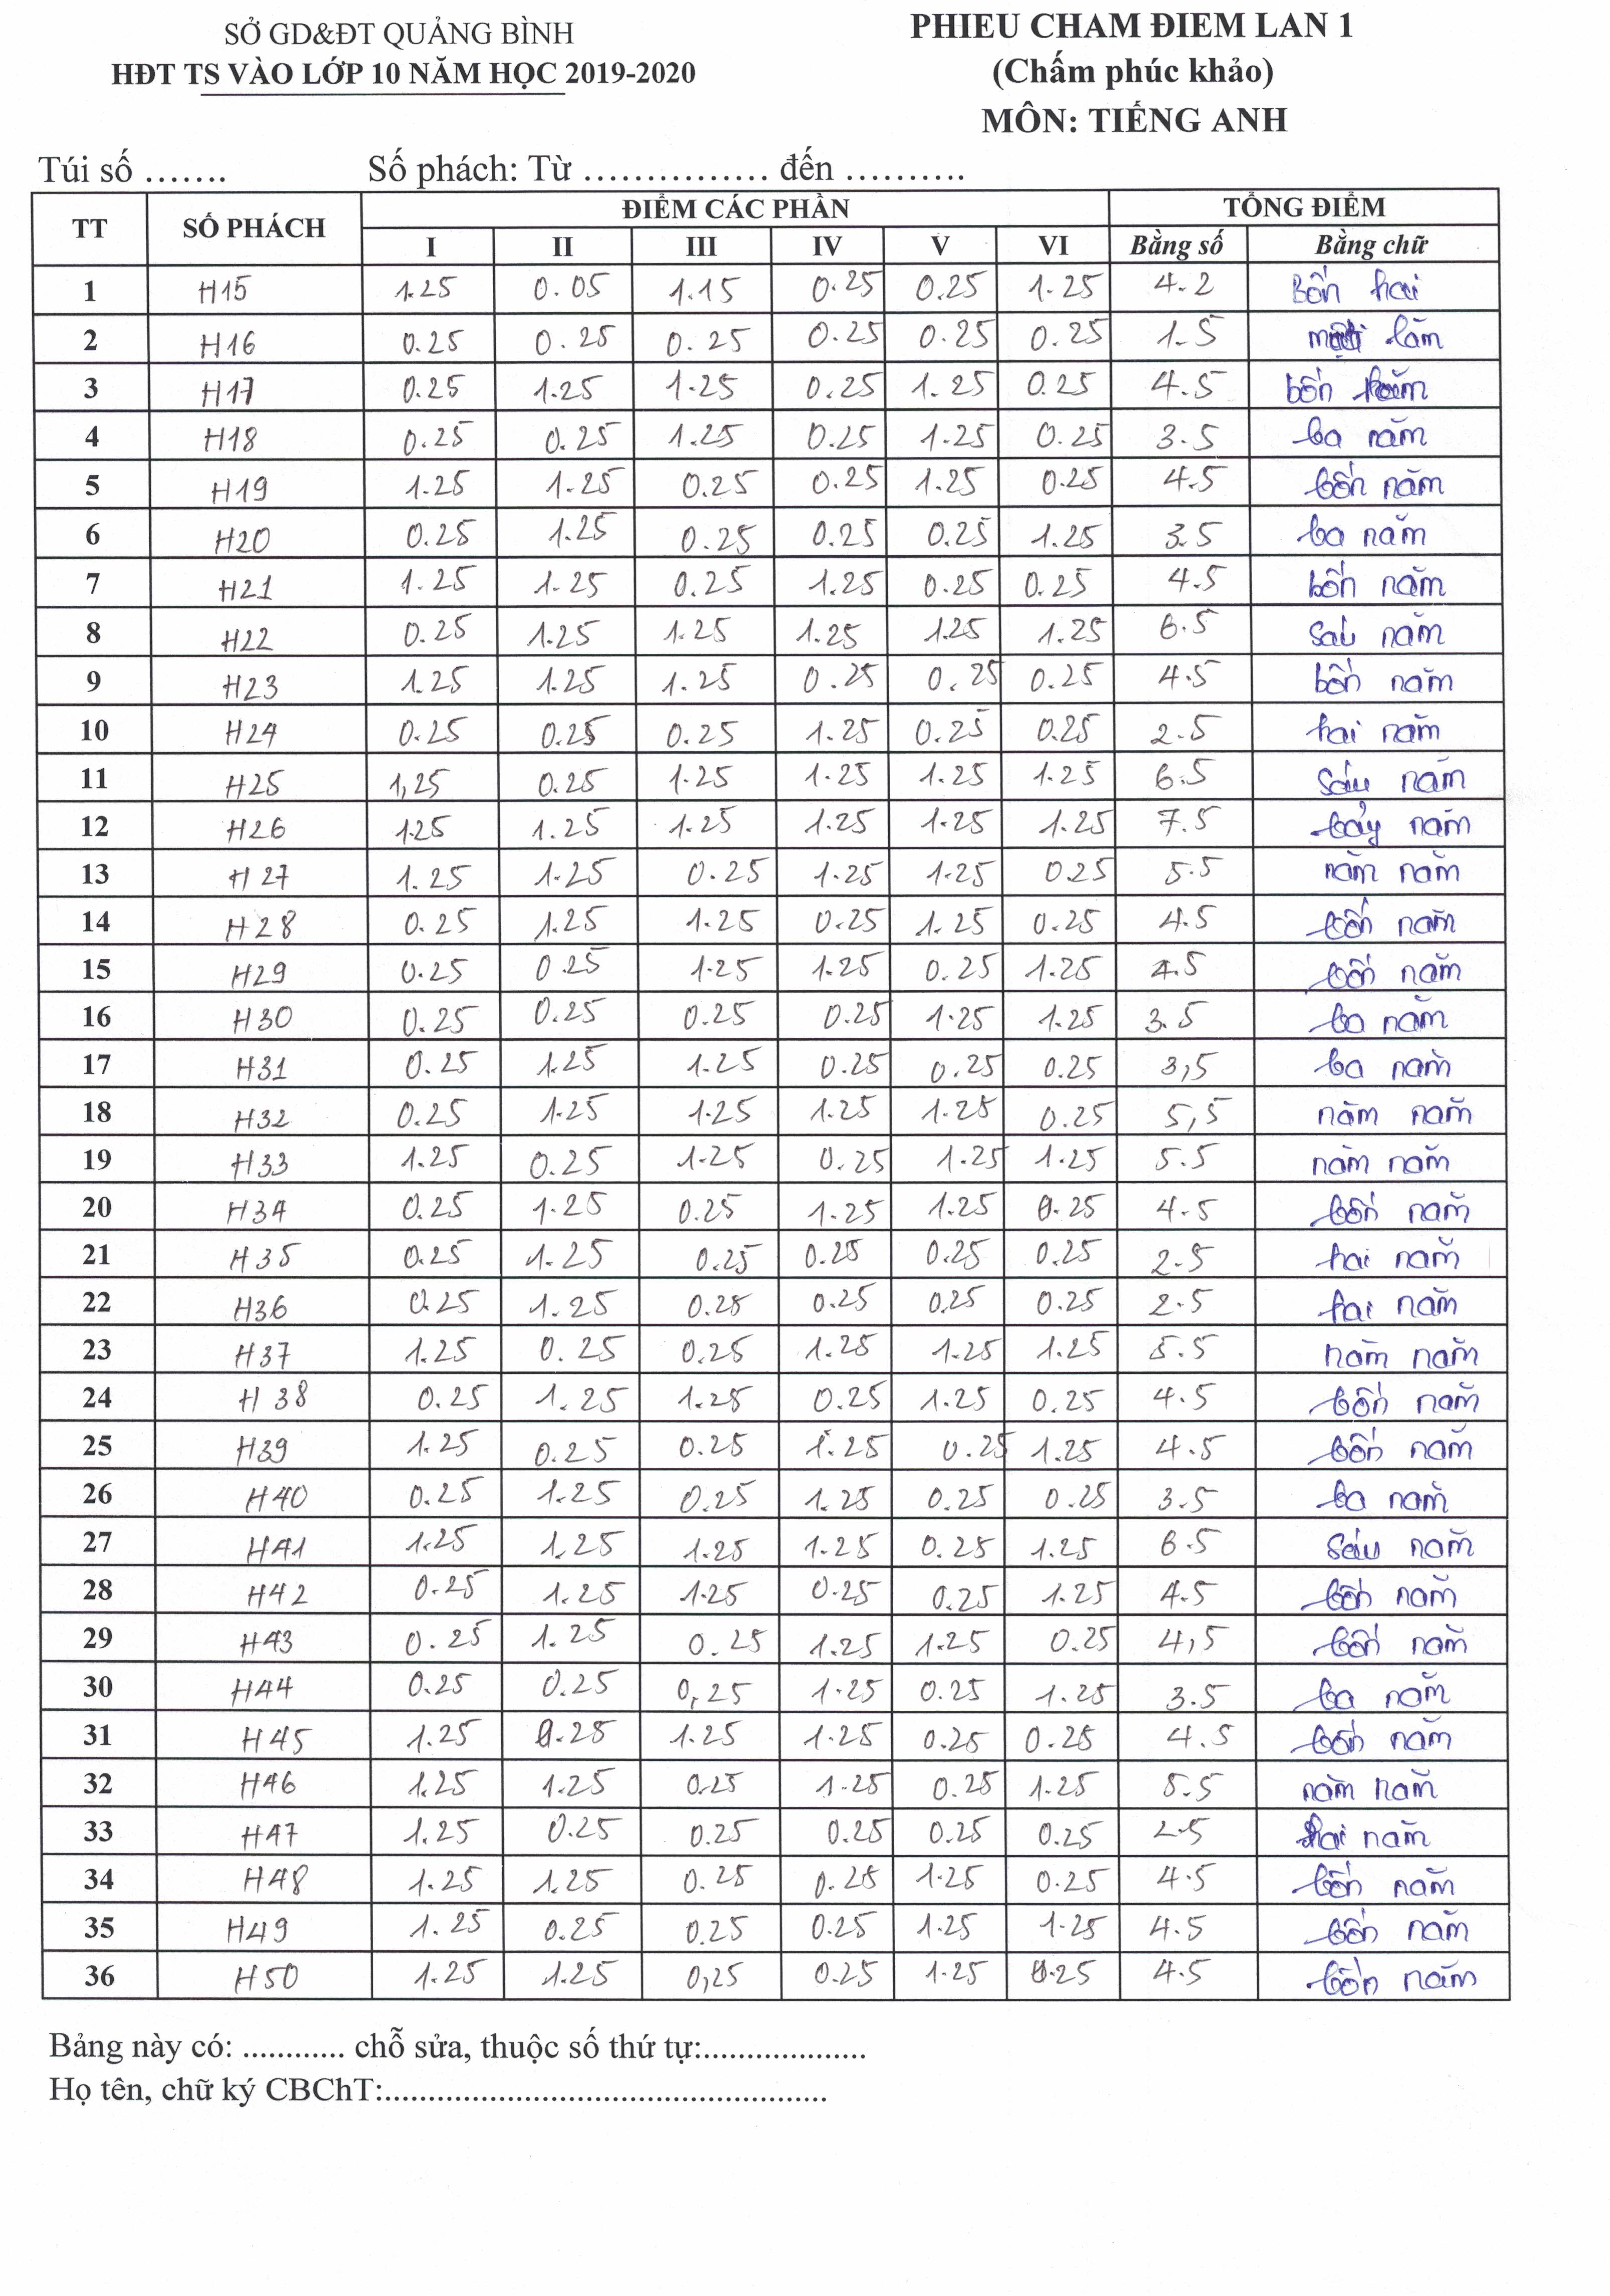 SỞ GD&ĐT QUẢNG BÌNH
HĐT TS VÀO LỚP 10 NĂM HỌC 2019-2020
PHIEU CHAM ĐIEM LAN 1
(Chấm phúc khảo)
MÔN: TIẾNG ANH
Túi số ....... Số phách: Từ ............... đến ..........
TT SỐ PHÁCH ĐIỂM CÁC PHẦN TỔNG ĐIỂM
I II III IV V VI Bằng số Bằng chữ
1 H15 1.25 0.05 1.15 0.25 0.25 1.25 4.2 Bốn hai
2 H16 0.25 0.25 0.25 0.25 0.25 0.25 1.5 lăm
3 H17 0.25 1.25 1.25 0.25 1.25 0.25 4.5 bốn năm
4 H18 0.25 0.25 1.25 0.25 1.25 0.25 3.5 ba năm
5 H19 1.25 1.25 0.25 0.25 1.25 0.25 4.5 bốn năm
6 H20 0.25 1.25 0.25 0.25 0.25 1.25 3.5 ba năm
7 H21 1.25 1.25 0.25 1.25 0.25 0.25 4.5 bốn năm
8 H22 0.25 1.25 1.25 1.25 1.25 1.25 6.5 sáu năm
9 H23 1.25 1.25 1.25 0.25 0.25 0.25 4.5 bốn năm
10 H24 0.25 0.25 0.25 1.25 0.25 0.25 2.5 hai năm
11 H25 1,25 0.25 1.25 1.25 1.25 1.25 6.5 sáu năm
12 H26 1.25 1.25 1.25 1.25 1.25 1.25 7.5 bảy năm
13 H27 1.25 1.25 0.25 1.25 1.25 0.25 5.5 năm năm
14 H28 0.25 1.25 1.25 0.25 1.25 0.25 4.5 bốn năm
15 H29 0.25 0.25 1.25 1.25 0.25 1.25 4.5 bốn năm
16 H30 0.25 0.25 0.25 0.25 1.25 1.25 3.5 ba năm
17 H31 0.25 1.25 1.25 0.25 0.25 0.25 3,5 ba năm
18 H32 0.25 1.25 1.25 1.25 1.25 0.25 5,5 năm năm
19 H33 1.25 0.25 1.25 0.25 1.25 1.25 5.5 năm năm
20 H34 0.25 1.25 0.25 1.25 1.25 0.25 4.5 bốn năm
21 H35 0.25 1.25 0.25 0.25 0.25 0.25 2.5 hai năm
22 H36 0.25 1.25 0.25 0.25 0.25 0.25 2.5 hai năm
23 H37 1.25 0.25 0.25 1.25 1.25 1.25 5.5 năm năm
24 H38 0.25 1.25 1.25 0.25 1.25 0.25 4.5 bốn năm
25 H39 1.25 0.25 0.25 1.25 0.25 1.25 4.5 bốn năm
26 H40 0.25 1.25 0.25 1.25 0.25 0.25 3.5 ba năm
27 H41 1.25 1.25 1.25 1.25 0.25 1.25 6.5 sáu năm
28 H42 0.25 1.25 1.25 0.25 0.25 1.25 4.5 bốn năm
29 H43 0.25 1.25 0.25 1.25 1.25 0.25 4,5 bốn năm
30 H44 0.25 0.25 0,25 1.25 0.25 1.25 3.5 ba năm
31 H45 1.25 0.25 1.25 1.25 0.25 0.25 4.5 bốn năm
32 H46 1.25 1.25 0.25 1.25 0.25 1.25 5.5 năm năm
33 H47 1.25 0.25 0.25 0.25 0.25 0.25 2.5 hai năm
34 H48 1.25 1.25 0.25 0.25 1.25 0.25 4.5 bốn năm
35 H49 1.25 0.25 0.25 0.25 1.25 1.25 4.5 bốn năm
36 H50 1.25 1.25 0,25 0.25 1.25 0.25 4.5 bốn năm
Bảng này có: ............ chỗ sửa, thuộc số thứ tự:...................
Họ tên, chữ ký CBChT:....................................................